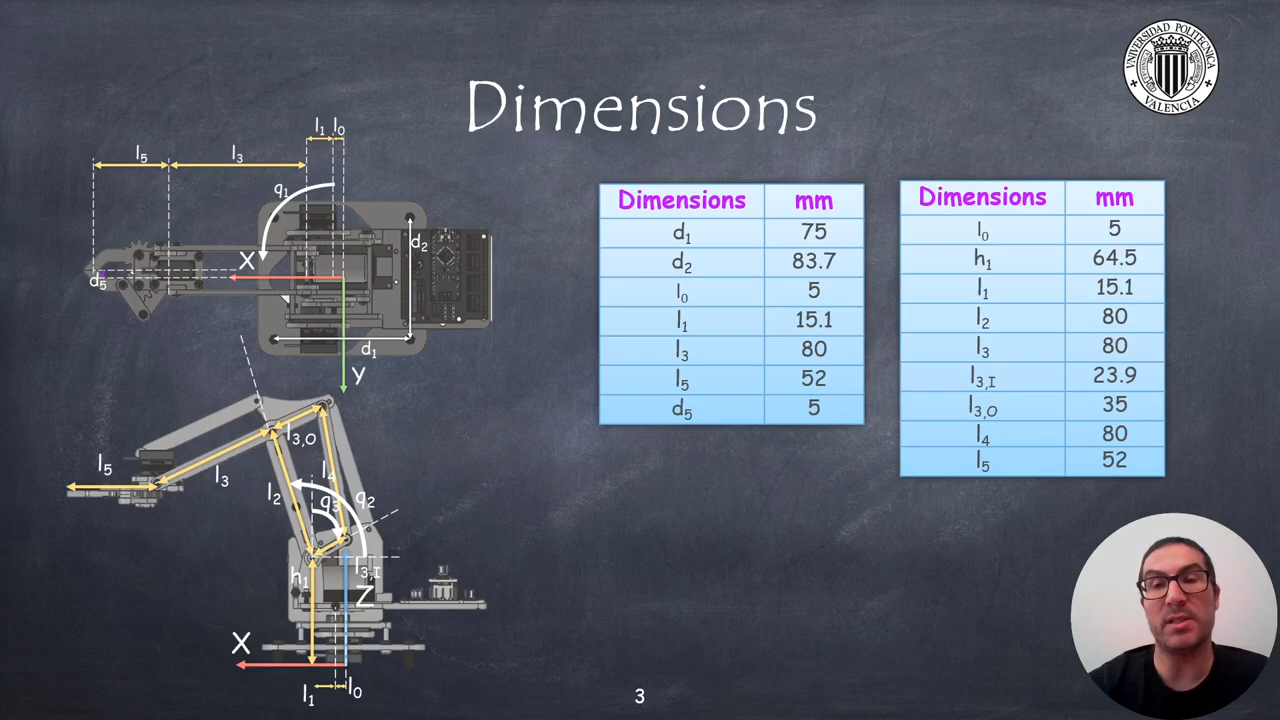 Dimensions
UNIVERSIDAD POLITECNICA
VALENCIA
l₁ l₀
l₅
l₃
q₁
d₂
X
d₅
d₁
y
l₃,O
l₅
l₃
l₄
l₂
q₃
q₂
l₃,I
h₁
Z
X
l₁
l₀
Dimensions mm
d₁ 75
d₂ 83.7
l₀ 5
l₁ 15.1
l₃ 80
l₅ 52
d₅ 5
Dimensions mm
l₀ 5
h₁ 64.5
l₁ 15.1
l₂ 80
l₃ 80
l₃,I 23.9
l₃,O 35
l₄ 80
l₅ 52
3